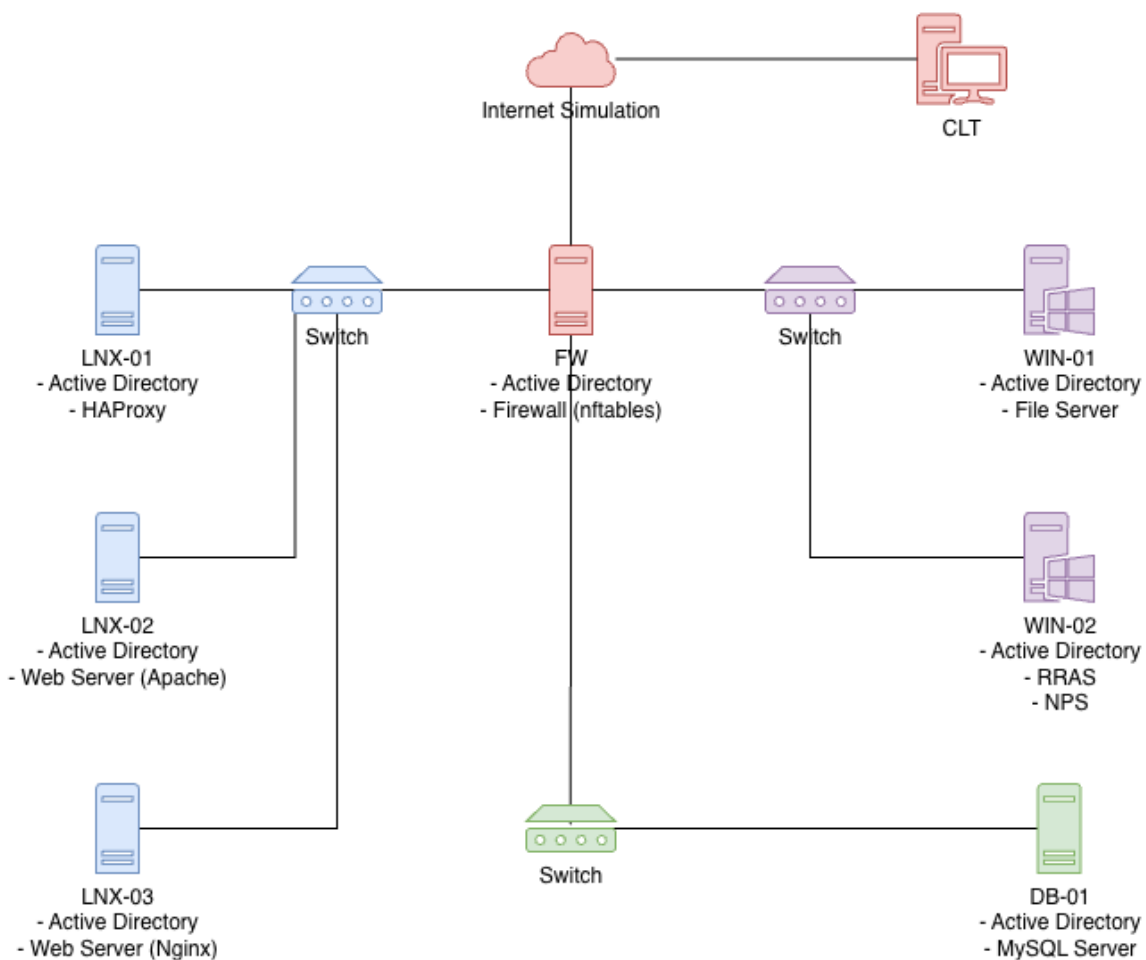 Internet Simulation
CLT
LNX-01
- Active Directory
- HAProxy
Switch
FW
- Active Directory
- Firewall (nftables)
Switch
WIN-01
- Active Directory
- File Server
LNX-02
- Active Directory
- Web Server (Apache)
WIN-02
- Active Directory
- RRAS
- NPS
LNX-03
- Active Directory
- Web Server (Nginx)
Switch
DB-01
- Active Directory
- MySQL Server